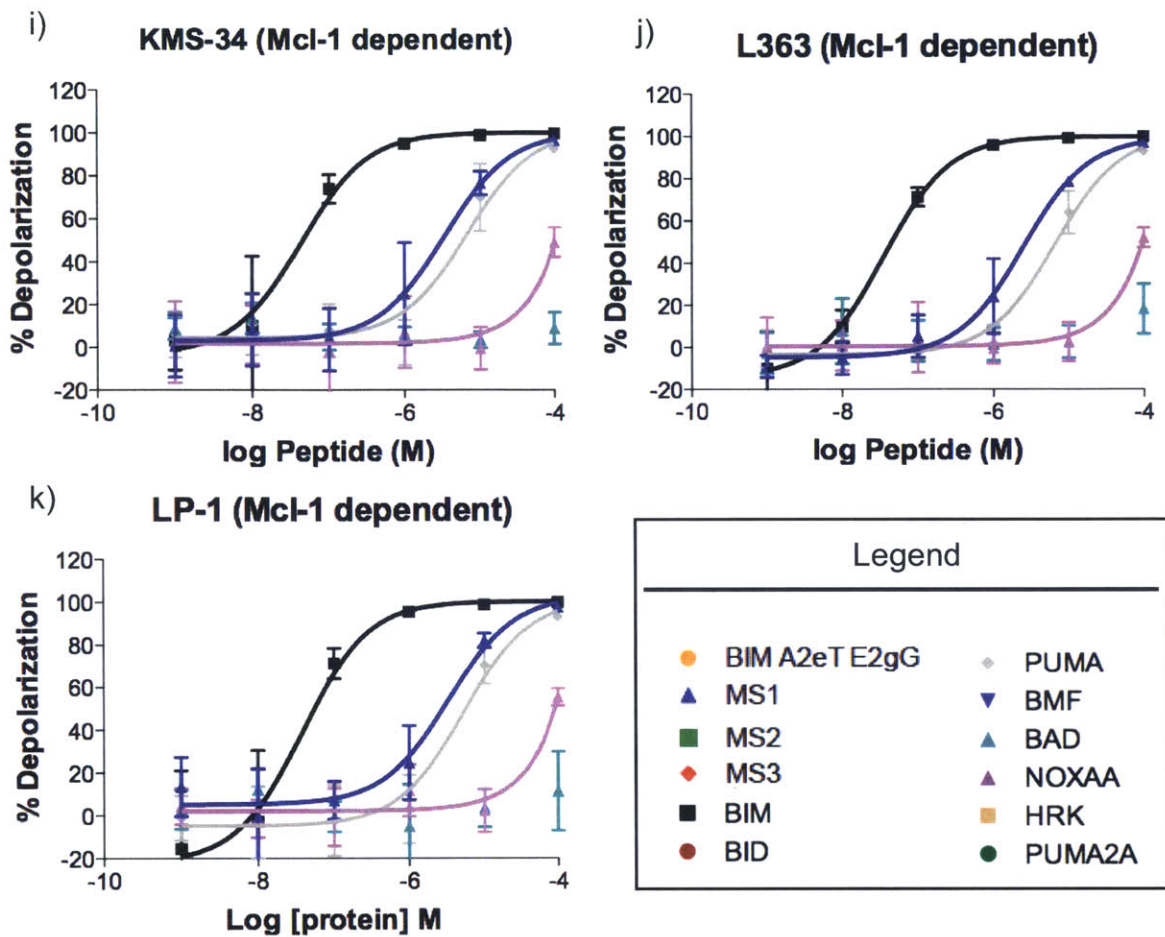 i)
KMS-34 (Mcl-1 dependent)
120
100
80
60
40
20
0
-20
% Depolarization
-10
-8
-6
-4
log Peptide (M)
j)
L363 (Mcl-1 dependent)
120
100
80
60
40
20
0
-20
% Depolarization
-10
-8
-6
-4
log Peptide (M)
k)
LP-1 (Mcl-1 dependent)
120
100
80
60
40
20
0
-20
% Depolarization
-10
-8
-6
-4
Log [protein] M
Legend
BIM A2eT E2gG
MS1
MS2
MS3
BIM
BID
PUMA
BMF
BAD
NOXAA
HRK
PUMA2A